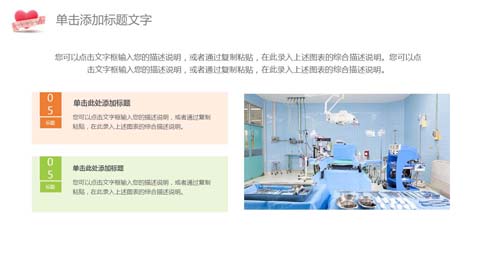 单击添加标题文字
您可以点击文字框输入您的描述说明，或者通过复制粘贴，在此录入上述图表的综合描述说明。您可以点
击文字框输入您的描述说明，或者通过复制粘贴，在此录入上述图表的综合描述说明。
0
5
标题
单击此处添加标题
您可以点击文字框输入您的描述说明，或者通过复制
粘贴，在此录入上述图表的综合描述说明。
0
5
标题
单击此处添加标题
您可以点击文字框输入您的描述说明，或者通过复制
粘贴，在此录入上述图表的综合描述说明。